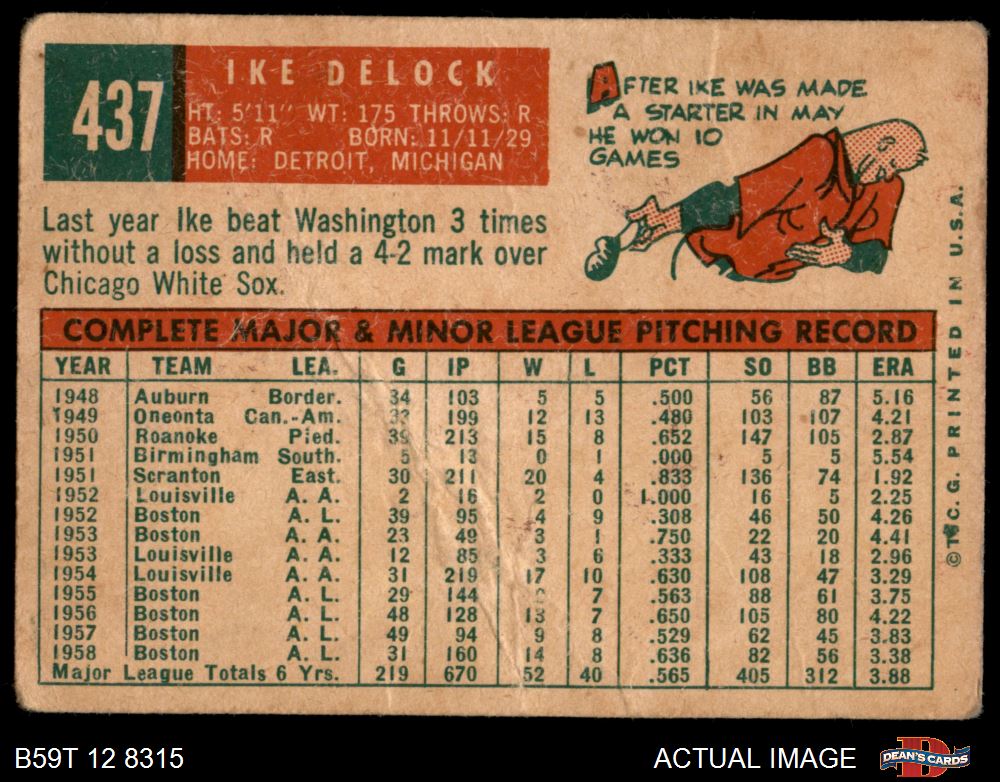 437
IKE DELOCK
HT: 5'11" WT: 175 THROWS: R
BATS: R BORN: 11/11/29
HOME: DETROIT, MICHIGAN
AFTER IKE WAS MADE
A STARTER IN MAY
HE WON 10
GAMES
Last year Ike beat Washington 3 times
without a loss and held a 4-2 mark over
Chicago White Sox.
COMPLETE MAJOR & MINOR LEAGUE PITCHING RECORD
YEAR TEAM LEA. G IP W L PCT SO BB ERA
1948 Auburn Border. 34 103 5 5 .500 56 87 5.16
1949 Oneonta Can.-Am. 33 199 12 13 .480 103 107 4.21
1950 Roanoke Pied. 39 213 15 8 .652 147 105 2.87
1951 Birmingham South. 5 13 0 1 .000 5 5 5.54
1951 Scranton East. 30 211 20 4 .833 136 74 1.92
1952 Louisville A. A. 2 16 2 0 1.000 16 5 2.25
1952 Boston A. L. 39 95 4 9 .308 46 50 4.26
1953 Boston A. L. 23 49 3 1 .750 22 20 4.41
1953 Louisville A. A. 12 85 3 6 .333 43 18 2.96
1954 Louisville A. A. 31 219 17 10 .630 108 47 3.29
1955 Boston A. L. 29 144 7 .563 88 61 3.75
1956 Boston A. L. 48 128 13 7 .650 105 80 4.22
1957 Boston A. L. 49 94 9 8 .529 62 45 3.83
1958 Boston A. L. 31 160 14 8 .636 82 56 3.38
Major League Totals 6 Yrs. 219 670 52 40 .565 405 312 3.88
©T.C.G. PRINTED IN U.S.A.
B59T 12 8315
ACTUAL IMAGE
D
DEAN'S CARDS